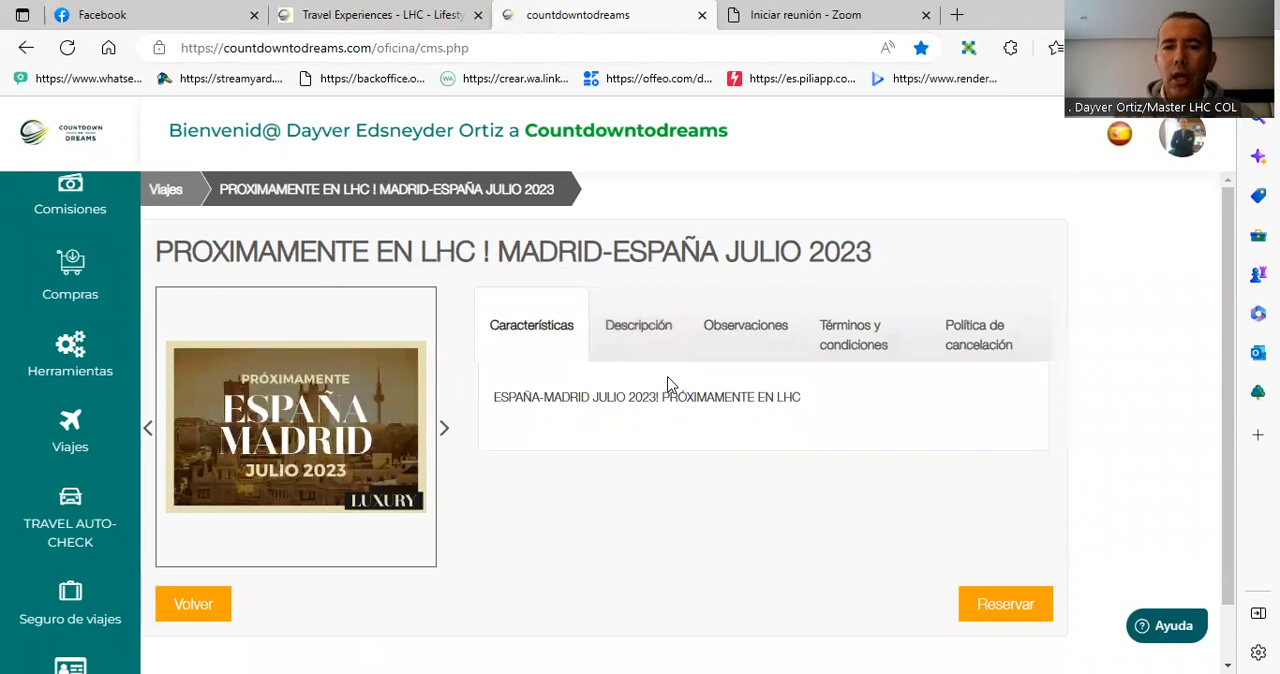 Facebook
Travel Experiences - LHC - Lifesty
countdowntodreams
Iniciar reunión - Zoom
https://countdowntodreams.com/oficina/cms.php
https://www.whatse...
https://streamyard....
https://backoffice.o...
https://crear.wa.link...
https://offeo.com/d...
https://es.piliapp.co...
https://www.render...
. Dayver Ortiz/Master LHC COL
COUNTDOWN
DREAMS
Bienvenid@ Dayver Edsneyder Ortiz a Countdowntodreams
Comisiones
Compras
Herramientas
Viajes
TRAVEL AUTO-
CHECK
Seguro de viajes
Viajes
PROXIMAMENTE EN LHC ! MADRID-ESPAÑA JULIO 2023
PROXIMAMENTE EN LHC ! MADRID-ESPAÑA JULIO 2023
PRÓXIMAMENTE
ESPAÑA
MADRID
JULIO 2023
LUXURY
Características
Descripción
Observaciones
Términos y
condiciones
Política de
cancelación
ESPAÑA-MADRID JULIO 2023! PRÓXIMAMENTE EN LHC
Volver
Reservar
Ayuda